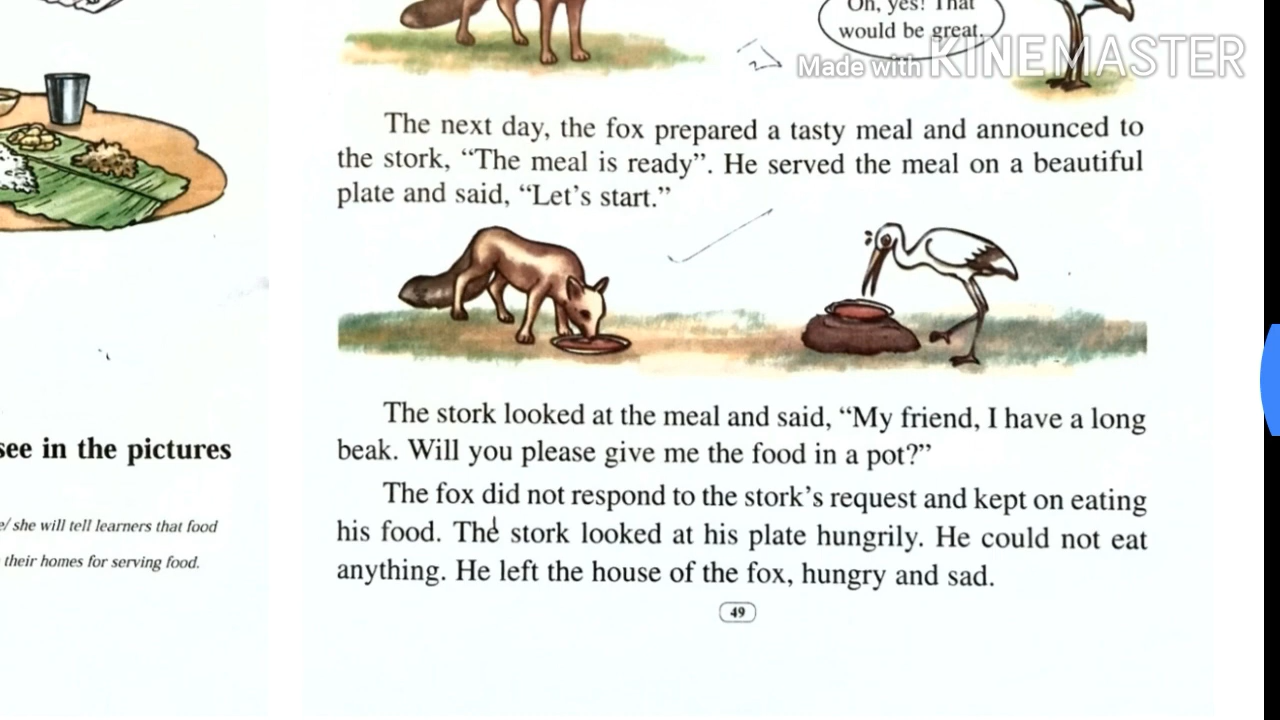 Oh, yes! That
would be great.
Made with KINEMASTER
The next day, the fox prepared a tasty meal and announced to
the stork, “The meal is ready”. He served the meal on a beautiful
plate and said, “Let’s start.”
The stork looked at the meal and said, “My friend, I have a long
beak. Will you please give me the food in a pot?”
The fox did not respond to the stork’s request and kept on eating
his food. The stork looked at his plate hungrily. He could not eat
anything. He left the house of the fox, hungry and sad.
49
see in the pictures
/ she will tell learners that food
their homes for serving food.